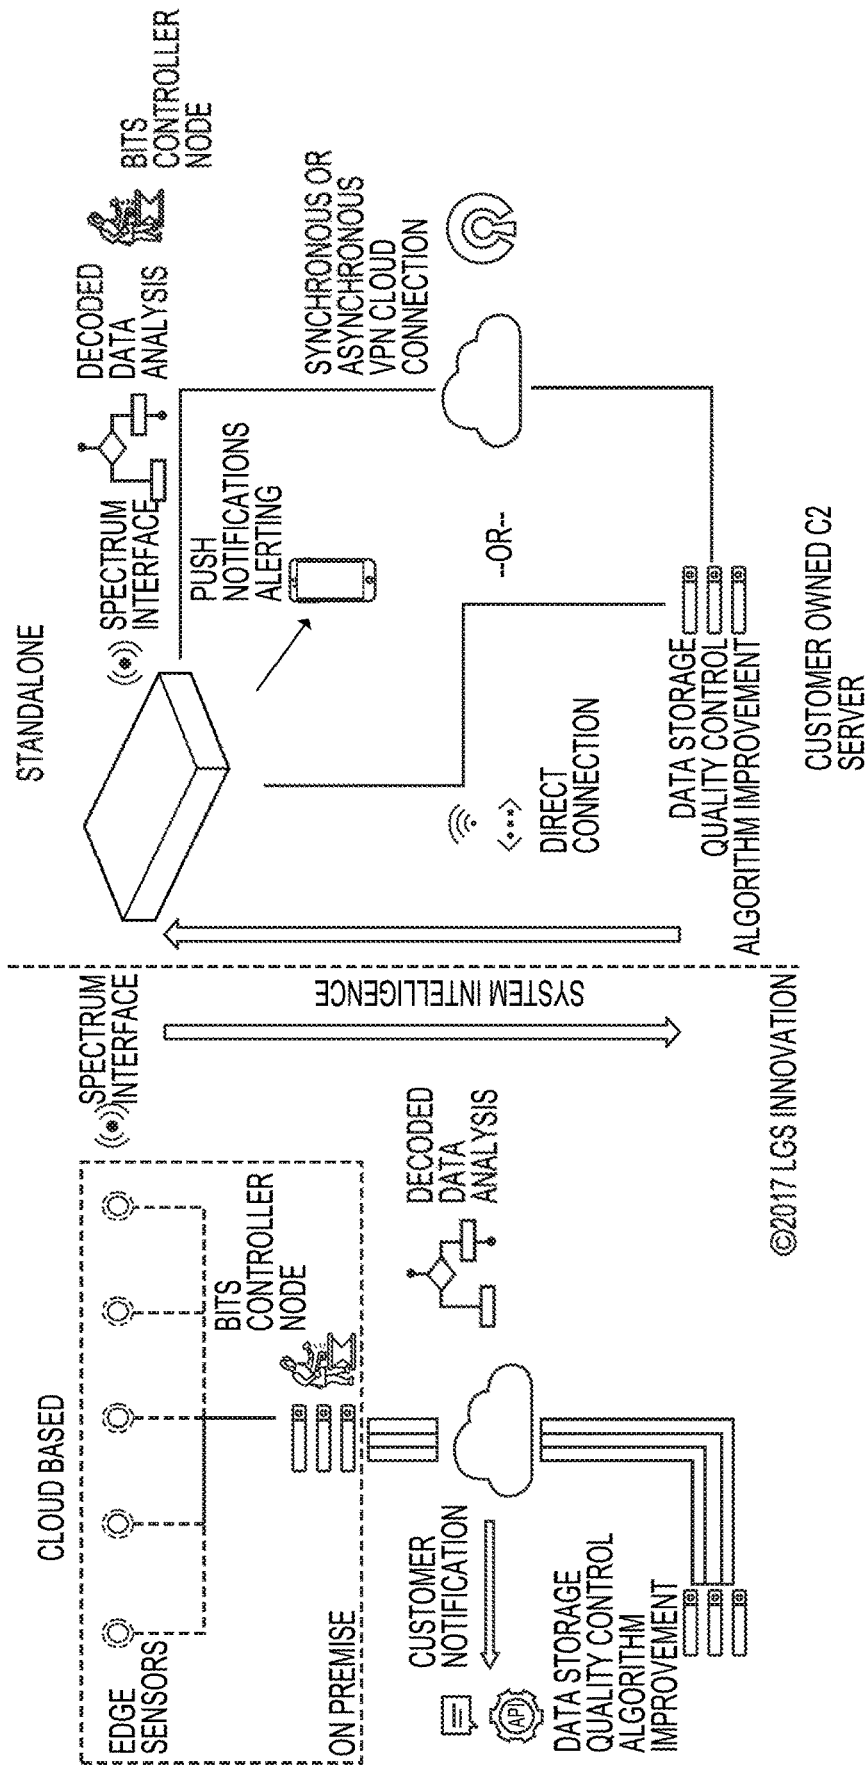 CLOUD BASED
EDGE
SENSORS
ON PREMISE
BITS
CONTROLLER
NODE
SPECTRUM
INTERFACE
CUSTOMER
NOTIFICATION
API
DECODED
DATA
ANALYSIS
DATA STORAGE
QUALITY CONTROL
ALGORITHM
IMPROVEMENT
©2017 LGS INNOVATION
SYSTEM INTELLIGENCE
STANDALONE
SPECTRUM
INTERFACE
DECODED
DATA
ANALYSIS
BITS
CONTROLLER
NODE
PUSH
NOTIFICATIONS
ALERTING
SYNCHRONOUS OR
ASYNCHRONOUS
VPN CLOUD
CONNECTION
--OR--
DIRECT
CONNECTION
DATA STORAGE
QUALITY CONTROL
ALGORITHM IMPROVEMENT
CUSTOMER OWNED C2
SERVER